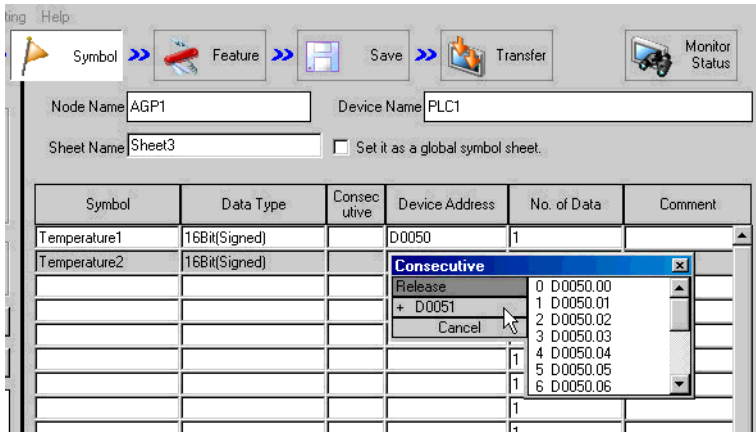 ting Help
Symbol >> Feature >> Save >> Transfer Monitor Status
Node Name AGP1 Device Name PLC1
Sheet Name Sheet3 Set it as a global symbol sheet.
Symbol Data Type Consecutive Device Address No. of Data Comment
Temperature1 16Bit(Signed) D0050 1
Temperature2 16Bit(Signed) Consecutive
Release 0 D0050.00
+ D0051 1 D0050.01
Cancel 2 D0050.02
3 D0050.03
4 D0050.04
1 5 D0050.05
1 6 D0050.06
1
1